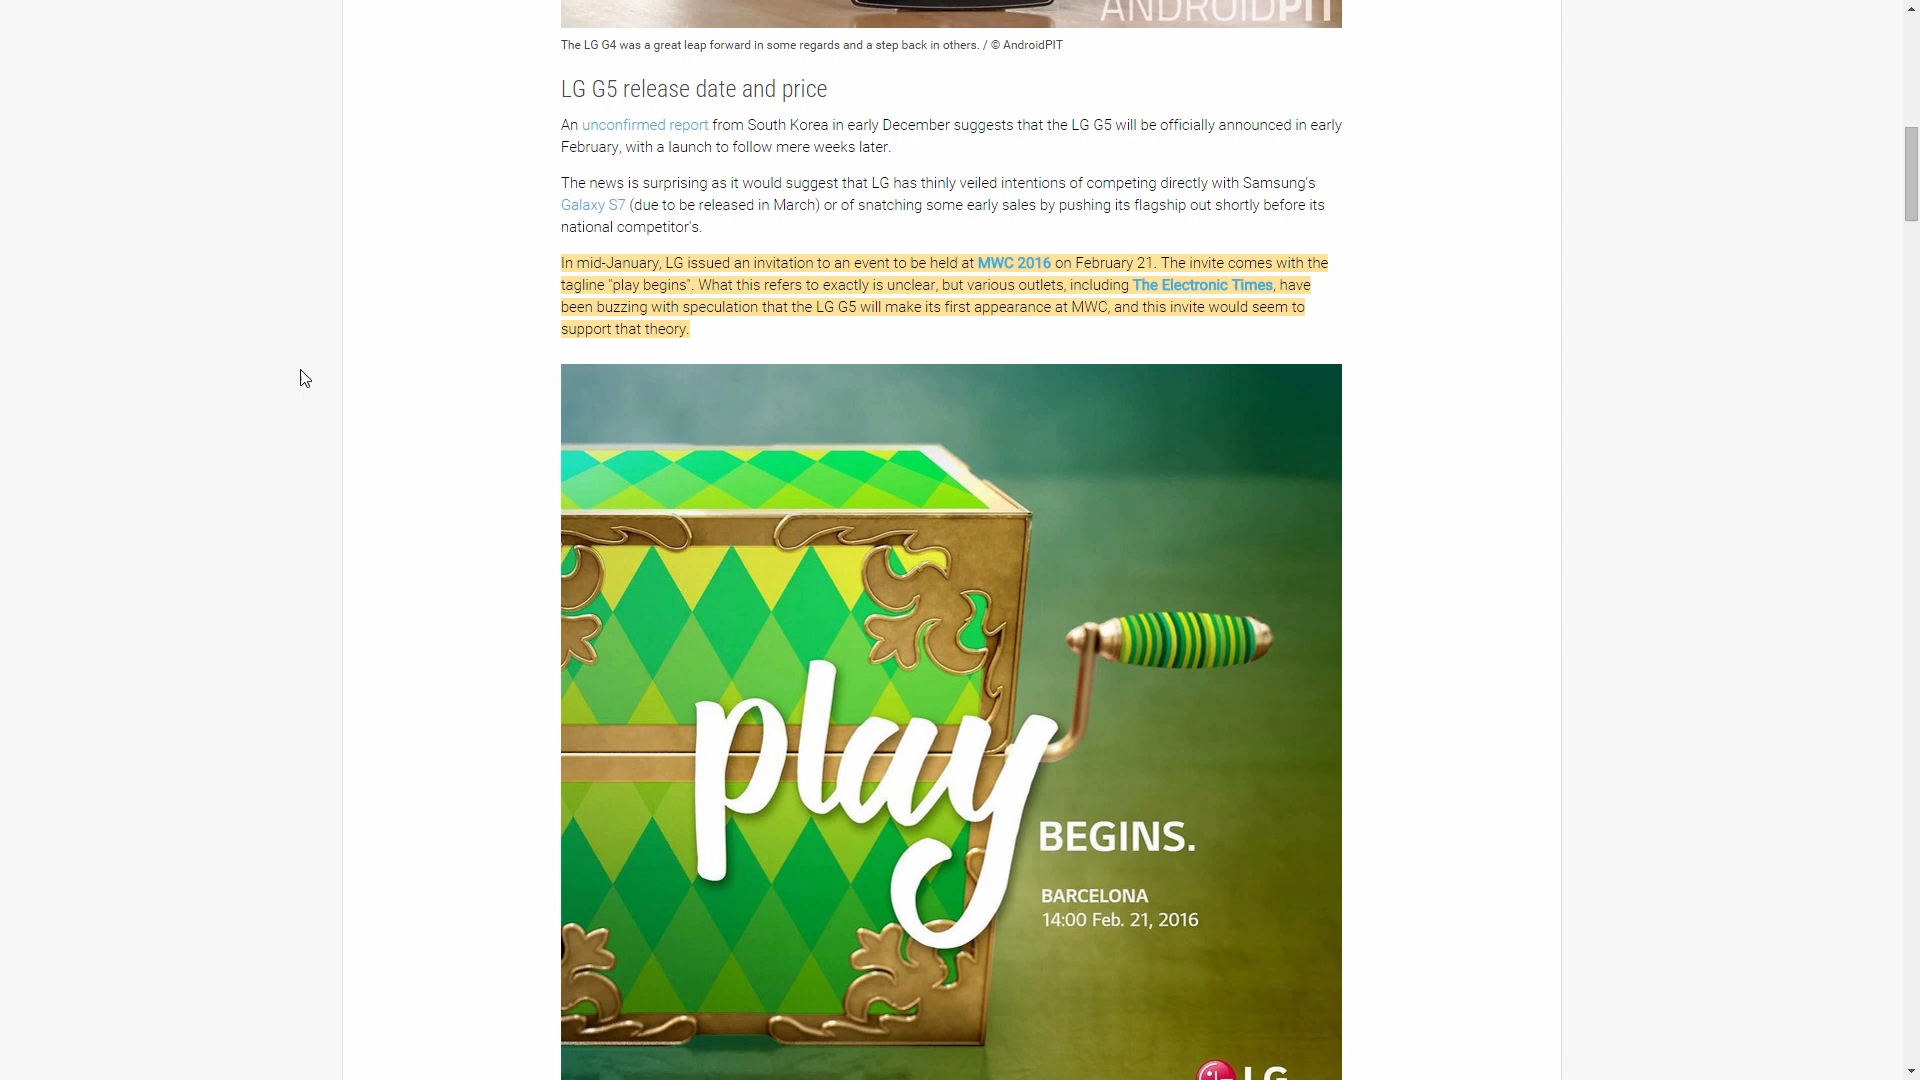 ANDROIDPIT
The LG G4 was a great leap forward in some regards and a step back in others. / © AndroidPIT
LG G5 release date and price
An unconfirmed report from South Korea in early December suggests that the LG G5 will be officially announced in early
February, with a launch to follow mere weeks later.
The news is surprising as it would suggest that LG has thinly veiled intentions of competing directly with Samsung's
Galaxy S7 (due to be released in March) or of snatching some early sales by pushing its flagship out shortly before its
national competitor's.
In mid-January, LG issued an invitation to an event to be held at MWC 2016 on February 21. The invite comes with the
tagline "play begins". What this refers to exactly is unclear, but various outlets, including The Electronic Times, have
been buzzing with speculation that the LG G5 will make its first appearance at MWC, and this invite would seem to
support that theory.
play
BEGINS.
BARCELONA
14:00 Feb. 21, 2016
LG